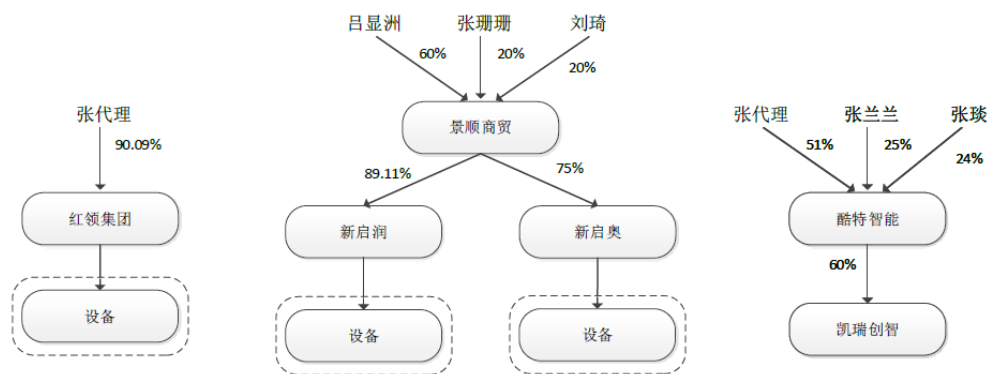 吕显洲 张珊珊 刘琦
60% 20% 20%
张代理
90.09%
景顺商贸
张代理 张兰兰 张琰
51% 25% 24%
89.11% 75%
红领集团
新启润
新启奥
酷特智能
60%
设备
设备
设备
凯瑞创智